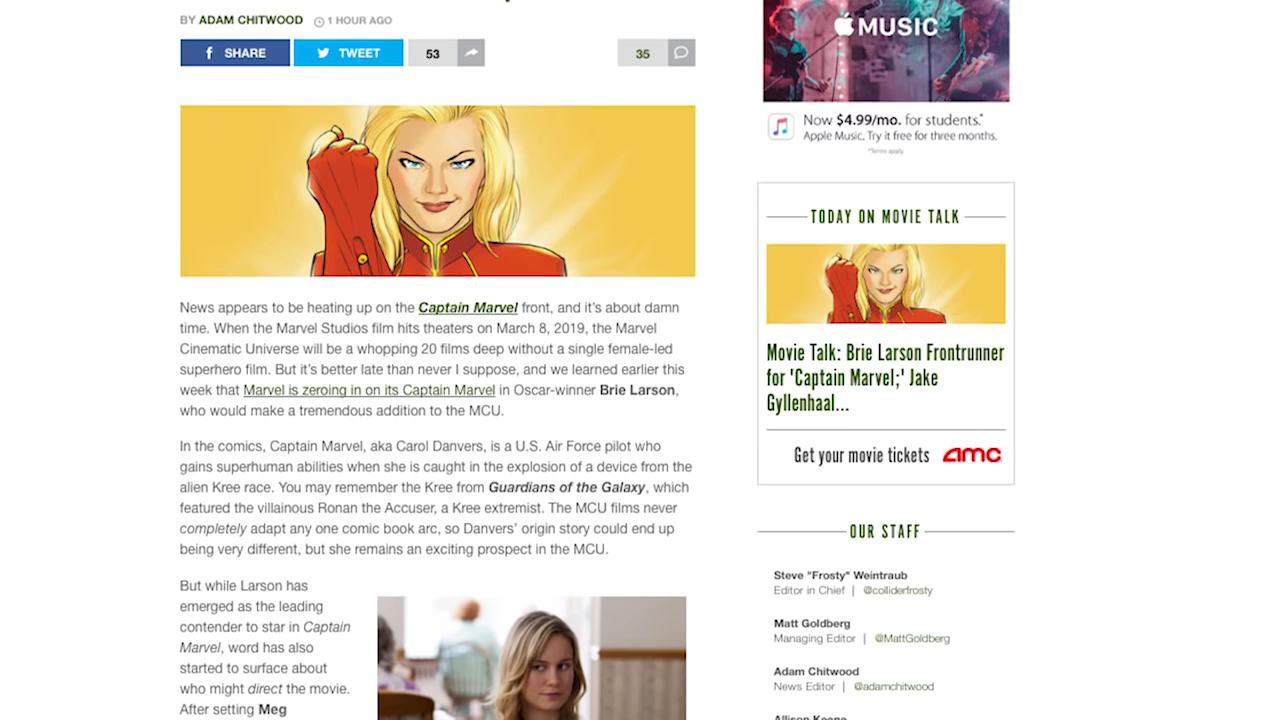 BY ADAM CHITWOOD 1 HOUR AGO
SHARE TWEET 53 35
News appears to be heating up on the Captain Marvel front, and it's about damn
time. When the Marvel Studios film hits theaters on March 8, 2019, the Marvel
Cinematic Universe will be a whopping 20 films deep without a single female-led
superhero film. But it's better late than never I suppose, and we learned earlier this
week that Marvel is zeroing in on its Captain Marvel in Oscar-winner Brie Larson,
who would make a tremendous addition to the MCU.
In the comics, Captain Marvel, aka Carol Danvers, is a U.S. Air Force pilot who
gains superhuman abilities when she is caught in the explosion of a device from the
alien Kree race. You may remember the Kree from Guardians of the Galaxy, which
featured the villainous Ronan the Accuser, a Kree extremist. The MCU films never
completely adapt any one comic book arc, so Danvers' origin story could end up
being very different, but she remains an exciting prospect in the MCU.
But while Larson has
emerged as the leading
contender to star in Captain
Marvel, word has also
started to surface about
who might direct the movie.
After setting Meg
MUSIC
Now $4.99/mo. for students.*
Apple Music. Try it free for three months.
*Terms apply.
TODAY ON MOVIE TALK
Movie Talk: Brie Larson Frontrunner
for 'Captain Marvel;' Jake
Gyllenhaal...
Get your movie tickets amc
OUR STAFF
Steve "Frosty" Weintraub
Editor in Chief | @colliderfrosty
Matt Goldberg
Managing Editor | @MattGoldberg
Adam Chitwood
News Editor | @adamchitwood
Allison Keene